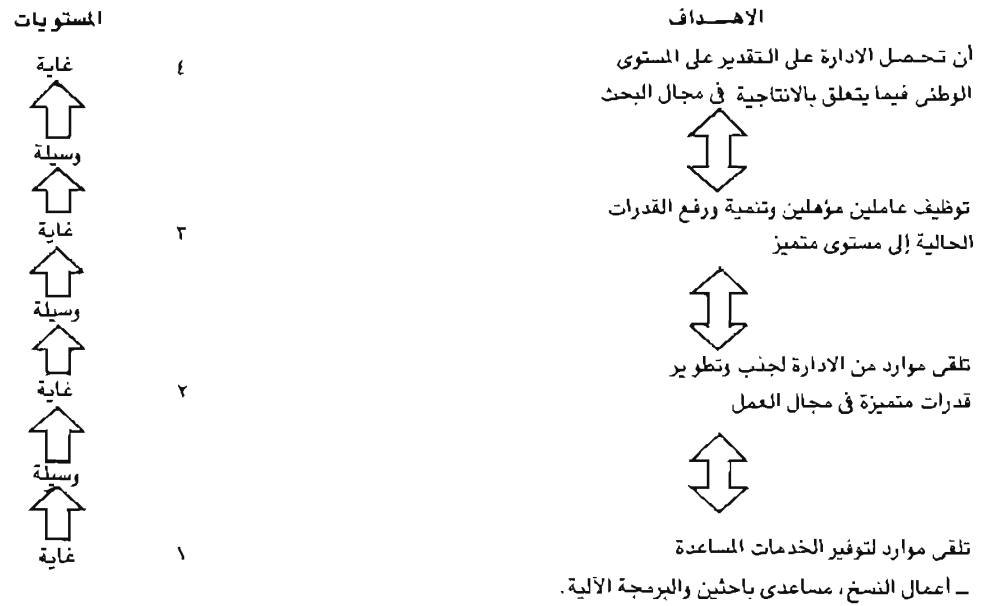 الاهـــداف
المستويات
أن تحصل الادارة على التقدير على المستوى
٤
غاية
الوطنى فيما يتعلق بالانتاجية فى مجال البحث
وسيلة
توظيف عاملين مؤهلين وتنمية ورفع القدرات
٣
غاية
الحالية إلى مستوى متميز
وسيلة
تلقى موارد من الادارة لجذب وتطوير
٢
غاية
قدرات متميزة فى مجال العمل
وسيلة
تلقى موارد لتوفير الخدمات المساعدة
١
غاية
ــ أعمال النسخ، مساعدى باحثين والبرمجة الآلية.